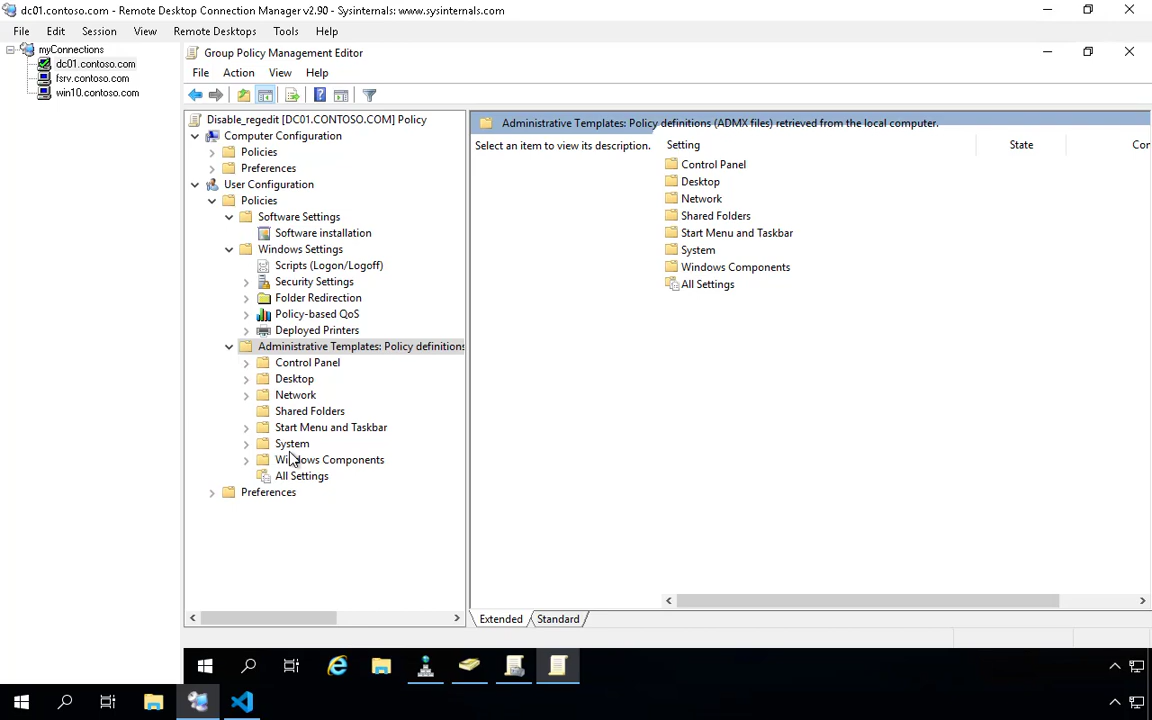 dc01.contoso.com - Remote Desktop Connection Manager v2.90 - Sysinternals: www.sysinternals.com
File Edit Session View Remote Desktops Tools Help
myConnections
dc01.contoso.com
fsrv.contoso.com
win10.contoso.com
Group Policy Management Editor
File Action View Help
Disable_regedit [DC01.CONTOSO.COM] Policy
Computer Configuration
Policies
Preferences
User Configuration
Policies
Software Settings
Software installation
Windows Settings
Scripts (Logon/Logoff)
Security Settings
Folder Redirection
Policy-based QoS
Deployed Printers
Administrative Templates: Policy definitions
Control Panel
Desktop
Network
Shared Folders
Start Menu and Taskbar
System
Windows Components
All Settings
Preferences
Administrative Templates: Policy definitions (ADMX files) retrieved from the local computer.
Select an item to view its description.
Setting State Cor
Control Panel
Desktop
Network
Shared Folders
Start Menu and Taskbar
System
Windows Components
All Settings
Extended Standard